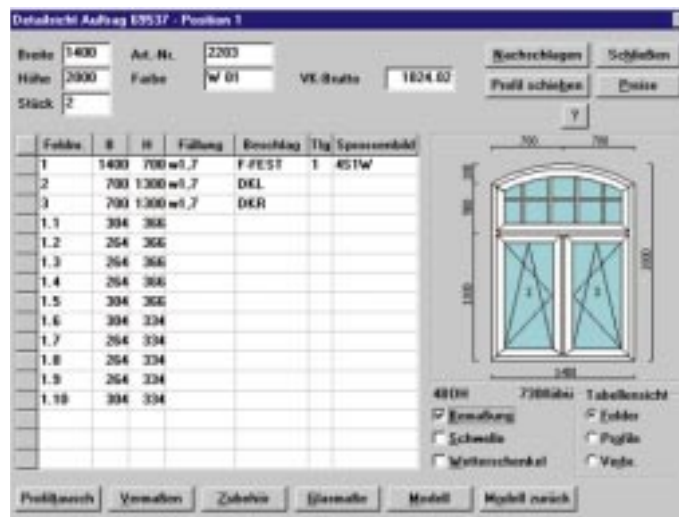 Detailsicht Auftrag 69537 - Position 1
Breite 1400 Art.-Nr. 2203 Nachschlagen Schließen
Höhe 2000 Farbe W 01 VK-Brutto 1824.02 Profil schieben Preise
Stück 2 ?
Feldnr. B H Füllung Beschlag Tlg Sprossenbild
1 1400 700 w1,7 F-FEST 1 4S1W
2 700 1300 w1,7 DKL
3 700 1300 w1,7 DKR
1.1 304 366
1.2 264 366
1.3 264 366
1.4 264 366
1.5 304 366
1.6 304 334
1.7 264 334
1.8 264 334
1.9 264 334
1.10 304 334
700 700
1300
2000
1400
Tabellensicht
Bemaßung Felder
Schwelle Profile
Wetterschenkel
Profiltausch Vermaßen Zubehör Glasmaße Modell Modell zurück